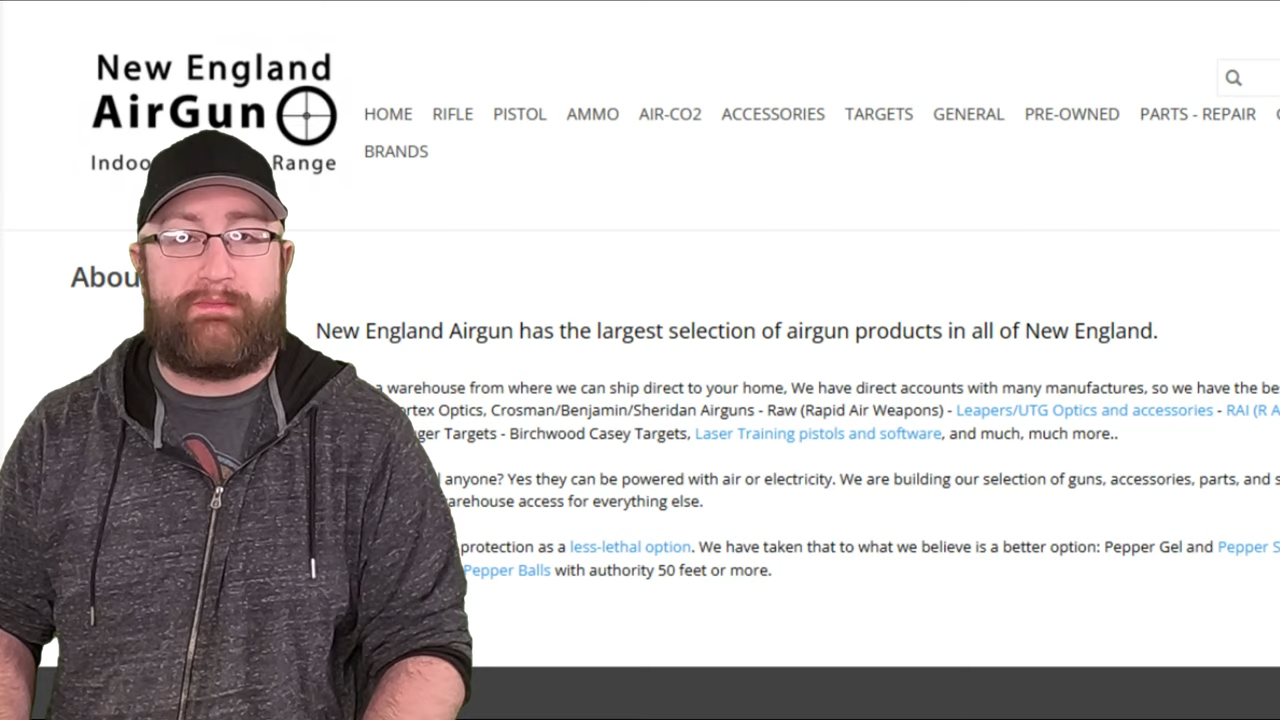 New England
AirGun
Indoo Range
HOME RIFLE PISTOL AMMO AIR-CO2 ACCESSORIES TARGETS GENERAL PRE-OWNED PARTS - REPAIR
BRANDS
Abou
New England Airgun has the largest selection of airgun products in all of New England.
a warehouse from where we can ship direct to your home, We have direct accounts with many manufactures, so we have the be
ortex Optics, Crosman/Benjamin/Sheridan Airguns - Raw (Rapid Air Weapons) - Leapers/UTG Optics and accessories - RAI (R A
ger Targets - Birchwood Casey Targets, Laser Training pistols and software, and much, much more..
anyone? Yes they can be powered with air or electricity. We are building our selection of guns, accessories, parts, and s
arehouse access for everything else.
protection as a less-lethal option. We have taken that to what we believe is a better option: Pepper Gel and Pepper S
Pepper Balls with authority 50 feet or more.